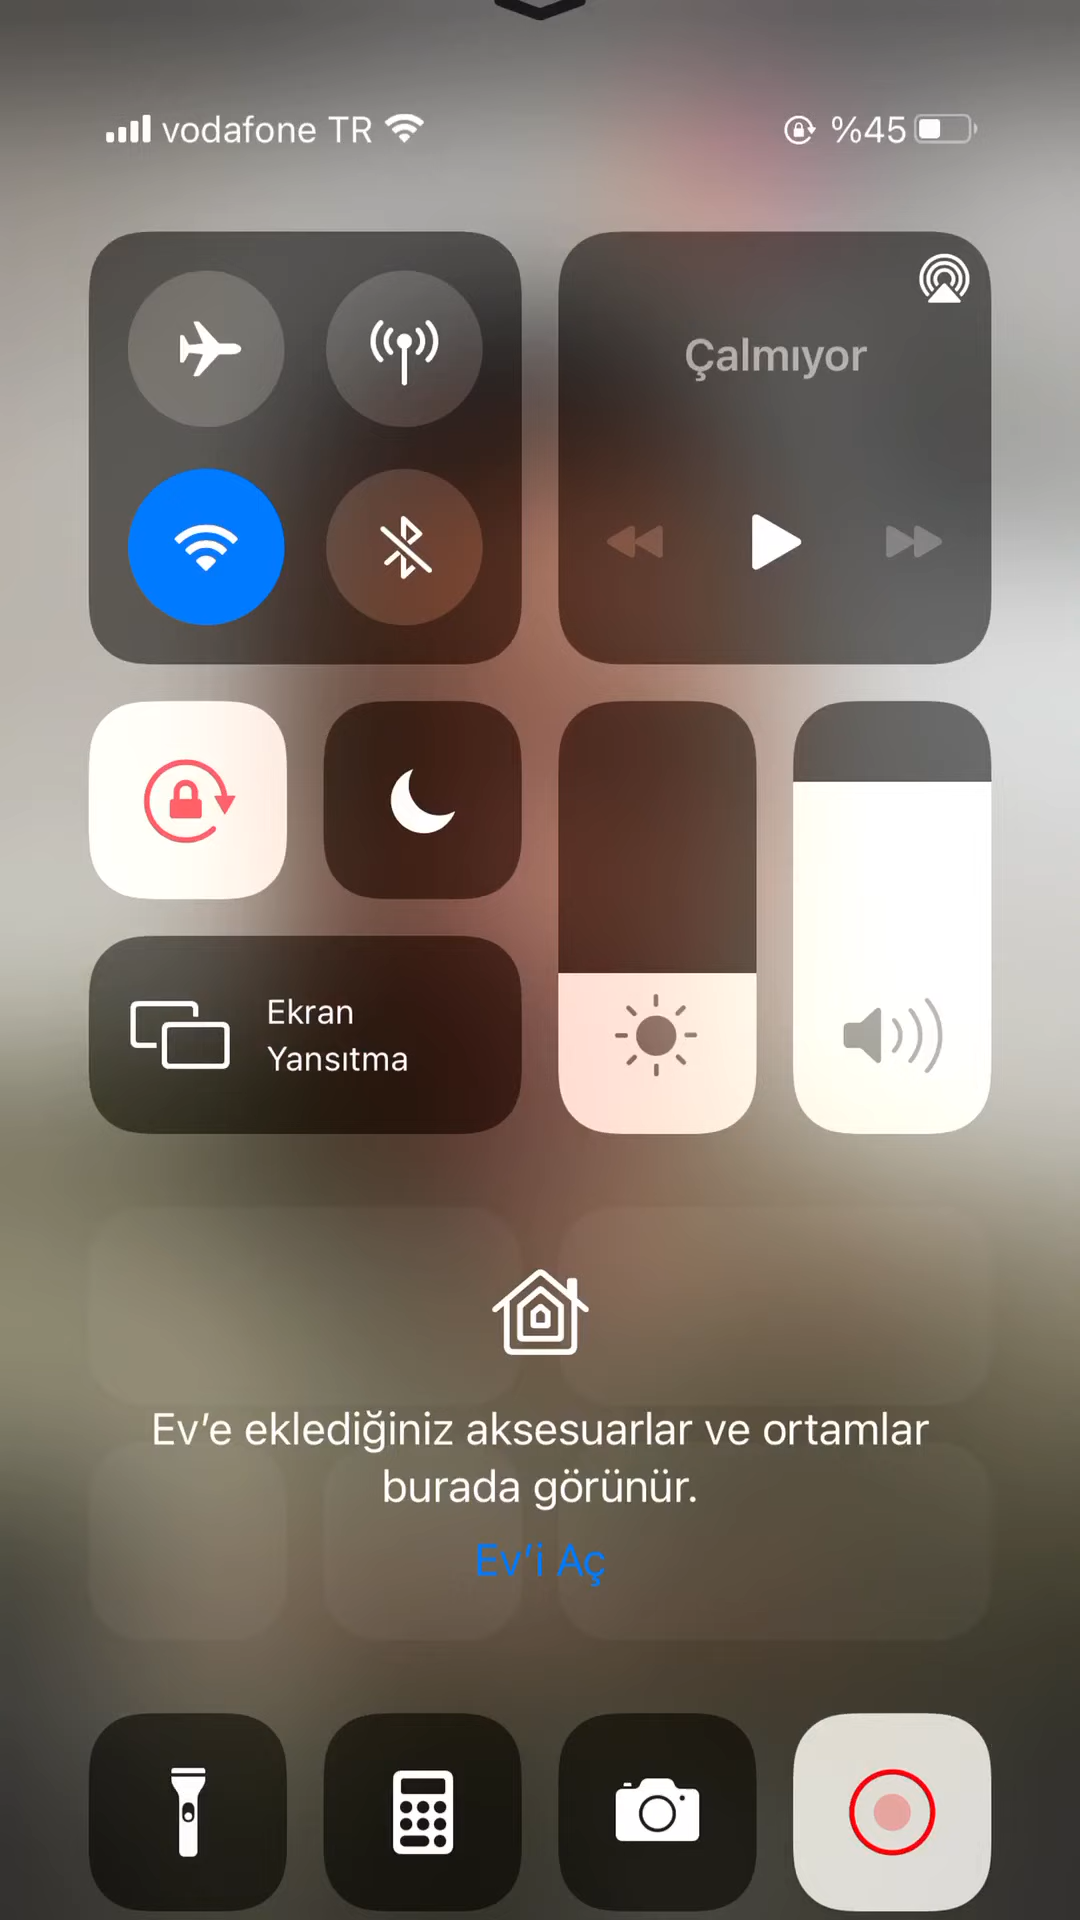 vodafone TR
%45
Çalmıyor
Ekran
Yansıtma
Ev’e eklediğiniz aksesuarlar ve ortamlar
burada görünür.
Ev’i Aç